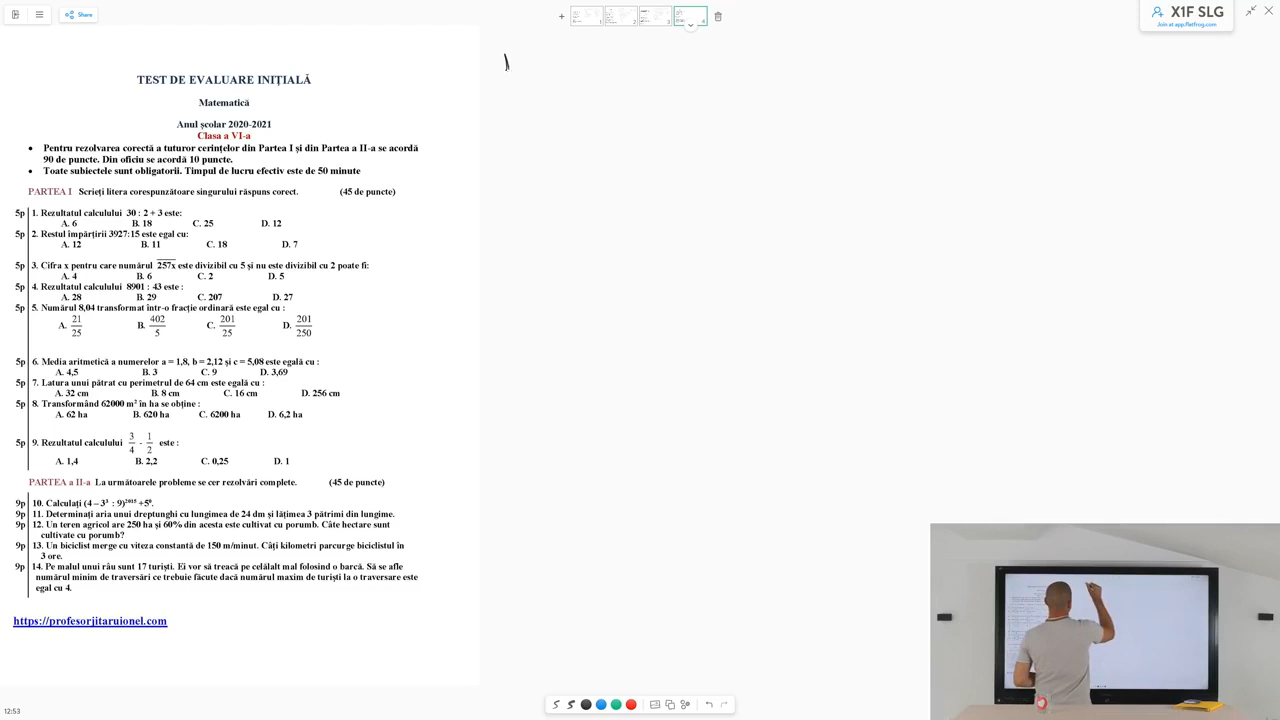 Share
+
1
2
3
4
X1F SLG
Join at app.flatfrog.com
TEST DE EVALUARE INIȚIALĂ
Matematică
Anul școlar 2020-2021
Clasa a VI-a
• Pentru rezolvarea corectă a tuturor cerințelor din Partea I și din Partea a II-a se acordă
90 de puncte. Din oficiu se acordă 10 puncte.
• Toate subiectele sunt obligatorii. Timpul de lucru efectiv este de 50 minute
PARTEA I Scrieți litera corespunzătoare singurului răspuns corect. (45 de puncte)
5p 1. Rezultatul calculului 30 : 2 + 3 este:
A. 6 B. 18 C. 25 D. 12
5p 2. Restul împărțirii 3927:15 este egal cu:
A. 12 B. 11 C. 18 D. 7
5p 3. Cifra x pentru care numărul 257x este divizibil cu 5 și nu este divizibil cu 2 poate fi:
A. 4 B. 6 C. 2 D. 5
5p 4. Rezultatul calculului 8901 : 43 este :
A. 28 B. 29 C. 207 D. 27
5p 5. Numărul 8,04 transformat într-o fracție ordinară este egal cu :
A. 21/25 B. 402/5 C. 201/25 D. 201/250
5p 6. Media aritmetică a numerelor a = 1,8, b = 2,12 și c = 5,08 este egală cu :
A. 4,5 B. 3 C. 9 D. 3,69
5p 7. Latura unui pătrat cu perimetrul de 64 cm este egală cu :
A. 32 cm B. 8 cm C. 16 cm D. 256 cm
5p 8. Transformând 62000 m² în ha se obține :
A. 62 ha B. 620 ha C. 6200 ha D. 6,2 ha
5p 9. Rezultatul calculului 3/4 - 1/2 este :
A. 1,4 B. 2,2 C. 0,25 D. 1
PARTEA a II-a La următoarele probleme se cer rezolvări complete. (45 de puncte)
9p 10. Calculați (4 – 3³ : 9)²⁰¹⁵ +5⁰.
9p 11. Determinați aria unui dreptunghi cu lungimea de 24 dm și lățimea 3 pătrimi din lungime.
9p 12. Un teren agricol are 250 ha și 60% din acesta este cultivat cu porumb. Câte hectare sunt
cultivate cu porumb?
9p 13. Un biciclist merge cu viteza constantă de 150 m/minut. Câți kilometri parcurge biciclistul în
3 ore.
9p 14. Pe malul unui râu sunt 17 turiști. Ei vor să treacă pe celălalt mal folosind o barcă. Să se afle
numărul minim de traversări ce trebuie făcute dacă numărul maxim de turiști la o traversare este
egal cu 4.
https://profesorjitaruionel.com
12:53